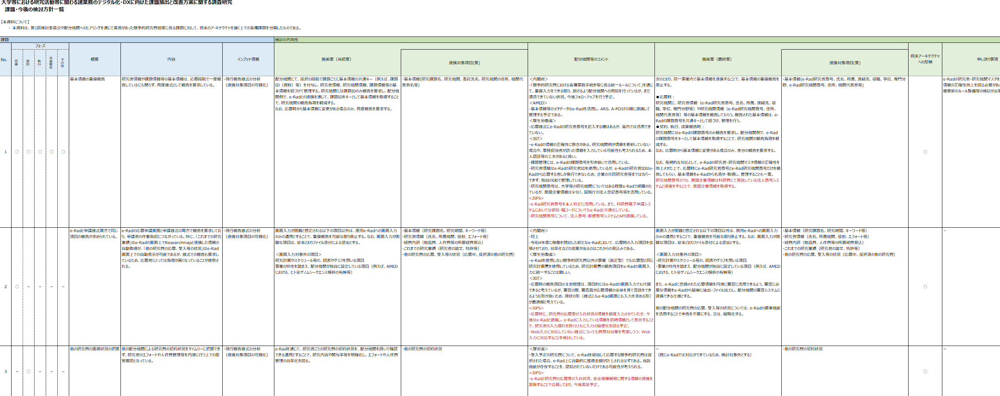 大学等における研究活動等に関わる諸業務のデジタル化・DXに向けた課題抽出と改善方策に関する調査研究
課題・今後の検討方針一覧
【本資料について】
・ 本資料は、第1回検討委員会や配分機関へのヒアリングを通じて意見があった競争的研究費制度に係る課題に対して、将来のアーキテクチャを描く上での各種課題を分類したものである。
課題
検討の方向性
No.
フェーズ
応募
契約
執行
成果報告
その他
概要
内容
インプット情報
施策案（当初案）
連携対象項目(案)
配分機関等のコメント
施策案（最終案）
連携対象項目(案)
将来アーキテクチャ
への反映
申し送り事項
1
○
○
○
○
○
基本情報の重複報告
研究者情報や課題情報等の基本情報は、応募段階で一度報
告しているにも関らず、再度様式として報告を要求している。
・現行報告様式の分析
（連携対象項目の可視化）
配分機関にて、採択の段階で課題ごとに基本情報の共通キー（例えば、課題
ID（仮称）等）を付与し、研究者情報、研究機関情報、課題情報等の基
本情報を紐づけて管理する。研究機関には課題IDのみ報告を要求し、配分機
関側で、e-Radとの連携を通じて、課題IDをキーとして基本情報を取得すること
で、研究機関の報告負荷を軽減する。
なお、応募時から基本情報に変更がある場合のみ、再度報告を要求する。
・基本情報(研究課題名、研究機関、委託先名、研究機関の住所、機関代
表者名等)
＜内閣府＞
・「競争的研究費における各種事務手続き等に係る統一ルールについて」を通じ
て、重複入力をできる限り、避けるよう配分機関への周知を行っているが、まだ
浸透できていない状況。今後フォローアップを行う予定。
＜AMED＞
・基本情報等のメタデータはe-Radを活用し、ARS、A-POSTの順に連携して
管理する予定である。
＜厚生労働省＞
・応募様式にe-Radの研究者番号を記入する欄はあるが、省内では活用でき
ていない。
＜JST＞
・e-Radの情報の正確性に懸念がある。研究機関側が情報を更新していない
場合や、事務担当者が誤った情報を入力している可能性も考えられるため、本
人認証等の工夫があると良い。
・課題管理には、e-Radの課題番号を引き継いで活用している。
・研究者情報はe-Radの研究者IDを使用しているが、e-Radの研究者IDはe-
Radから応募する者しか発行できないため、企業の共同研究者等まではカバー
できず、独自のDBで管理している。
・研究機関番号は、大学等の研究機関についてはある程度e-Radで網羅され
ているが、民間企業情報は少なく、国税庁の法人登記番号等を活用している。
＜JSPS＞
・e-Rad研究者番号を本人特定に活用している。また、科研費電子申請シス
テムにおいては部局・職コードについてもe-Radと共通化している。
・研究機関番号について、法人番号・郵便番号システムとAPI連携している。
次のとおり、同一事業内で基本情報を連携することで、基本情報の重複報告を
廃止する。
■応募時：
研究機関に、研究者情報（e-Rad研究者番号、氏名、所属、連絡先、役
職、学位、専門分野等）や研究機関情報（e-Rad研究機関番号、住所、
機関代表者等）等の基本情報を報告してもらう。報告された基本情報は、e-
Radの課題番号を共通キーとして紐づけ、管理を行う。
■契約、執行、成果報告時：
研究機関にはe-Radの課題番号のみ報告を要求し、配分機関側で、e-Rad
の課題番号をキーとして基本情報を取得することで、研究機関の報告負荷を軽
減する。
なお、応募時から基本情報に変更がある場合のみ、差分の報告を要求する。
なお、長期的な対応として、e-Radの研究者・研究機関マスタ情報の正確性を
向上させた上で、応募時にe-Rad研究者番号とe-Rad研究機関番号だけを報
告してもらい、基本情報をe-Radから名寄せ・取得し、管理することも一案。
研究機関番号のうち、民間企業情報は科研費にて実装している法人番号シス
テムと連携をすることで、民間企業情報を取得する。
・基本情報(e-Rad研究者番号、氏名、所属、連絡先、役職、学位、専門分
野、e-Rad研究機関番号、住所、機関代表者等)
○
e-Radの研究者・研究機関マスタを
情報の正確性向上を図る必要があ
報更新のルール整備等の検討が必
2
○
－
－
－
－
e-Radと申請様式両方で同じ
項目の報告が求められている。
e-Radの応募申請画面と申請様式の両方で報告を要求してお
り、申請者の作業負担につながっている。特に、「これまでの研究
業績」はe-Radの画面上でResearchmapと連携した情報の
自動取得が、「他の研究費の応募、受入等の状況」はe-Rad
画面上での自動表示が可能であるが、様式での報告も要求し
ているため、応募者にとっては負荷が高くなっていることが推察さ
れる。
・現行報告様式の分析
（連携対象項目の可視化）
画面入力が困難と想定される以下の項目以外は、原則e-Radへの画面入力
のみの運用とすることで、重複報告を可能な限り廃止する。なお、画面入力が困
難な項目は、従来どおりファイル添付による提出とする。
＜画面入力対象外の項目＞
研究計画やスケジュール等の、図表やグラフを用いる項目
事業の特性を踏まえ、配分機関が独自に設定している項目（例えば、AMED
における、ヒト全ゲノムシークエンス解析の有無等）
・基本情報（研究課題名、研究期間、キーワード等）
・研究者情報（氏名、所属機関、役割、エフォート等）
・経費内訳（物品費、人件費等の所要経費見込）
・これまでの研究業績（研究者の論文、特許等）
・他の研究費の応募、受入等の状況（応募中、採択済の他の研究費）
＜内閣府＞
・同上
・令和4年度に稼働を開始した新たなe-Radにおいて、応募時の入力項目を拡
張させており、効率化などの成果が出るのはこれからの見込みである。
＜厚生労働省＞
・e-Radを使用しない競争的研究費以外の事業（指定型）でも応募型と同じ
研究計画書を使用しているため、研究計画書の報告項目をe-Radの画面入
力に統一することは難しい。
＜JST＞
・応募時の報告項目の８割程度は、項目的にはe-Radの画面入力でも代替
できると考えているが、審査の際、審査員が応募情報の全体を見て査読をでき
るような形が良いため、現状の形（様式にもe-Rad画面にも入力を求める形）
が最適解と考えている。
＜JSPS＞
・応募時に、研究費の応募受け入れ状況の情報を都度入力させていたが、今
後はe-Radと連携し、e-Radに入力している情報を初期情報として表示すること
で、研究者の入力漏れを防ぐとともに入力の簡便化を図る予定。
・Web入力に対応していない様式についても費用対効果を考慮しつつ、Web
入力に対応することを検討している。
画面入力が困難と想定される以下の項目以外は、原則e-Radへの画面入力
のみの運用とすることで、重複報告を可能な限り廃止する。なお、画面入力が困
難な項目は、従来どおりファイル添付による提出とする。
＜画面入力対象外の項目＞
・研究計画やスケジュール等の、図表やグラフを用いる項目
・事業の特性を踏まえ、配分機関が独自に設定している項目（例えば、AMED
における、ヒト全ゲノムシークエンス解析の有無等）
また、e-Radに登録された応募情報を円滑に審査に活用できるよう、審査に必
要な情報をe-Radから簡単に抽出・ファイル出力し、配分機関の審査システムに
連携できる仕様とする。
他の配分機関の研究費の応募、受入等の状況については、e-Radの標準機能
を活用することで申告を不要にする、又は、簡略化する。
・基本情報（研究課題名、研究期間、キーワード等）
・研究者情報（氏名、所属機関、役割、エフォート等）
・経費内訳（物品費、人件費等の所要経費見込）
・これまでの研究業績（研究者の論文、特許等）
・他の研究費の応募、受入等の状況（応募中、採択済の他の研究費）
○
－
3
－
○
－
－
－
他の研究費の獲得状況の把握
他の配分機関による研究費の契約状況をタイムリーに把握でき
ず、研究者のエフォートや人件費管理等を円滑に行う上での阻
害要因となっている。
・現行報告様式の分析
（連携対象項目の可視化）
e-Radを通じて、研究者ごとの研究費の契約状況を、配分機関を跨いで確認
できる運用とすることで、研究内容や関与率等を明確化し、エフォートや人件費
管理の効率化を図る。
・他の研究費の契約状況
＜厚労省＞
・受入予定の研究費について、e-Radを経由して応募する競争的研究費は採
択された場合、e-Rad上に自動的に獲得金額が計上されるはずである。当該
機能が存在することを、認知されていないだけである可能性が考えられる。
＜JSPS＞
・e-Radと研究費の応募受け入れ状況、安全保障貿易に関する情報の連携を
実施することで合意しており、今後実装予定。
－
（既にe-Radでは対応ができているため、検討対象外とする）
・他の研究費の契約状況
○
－